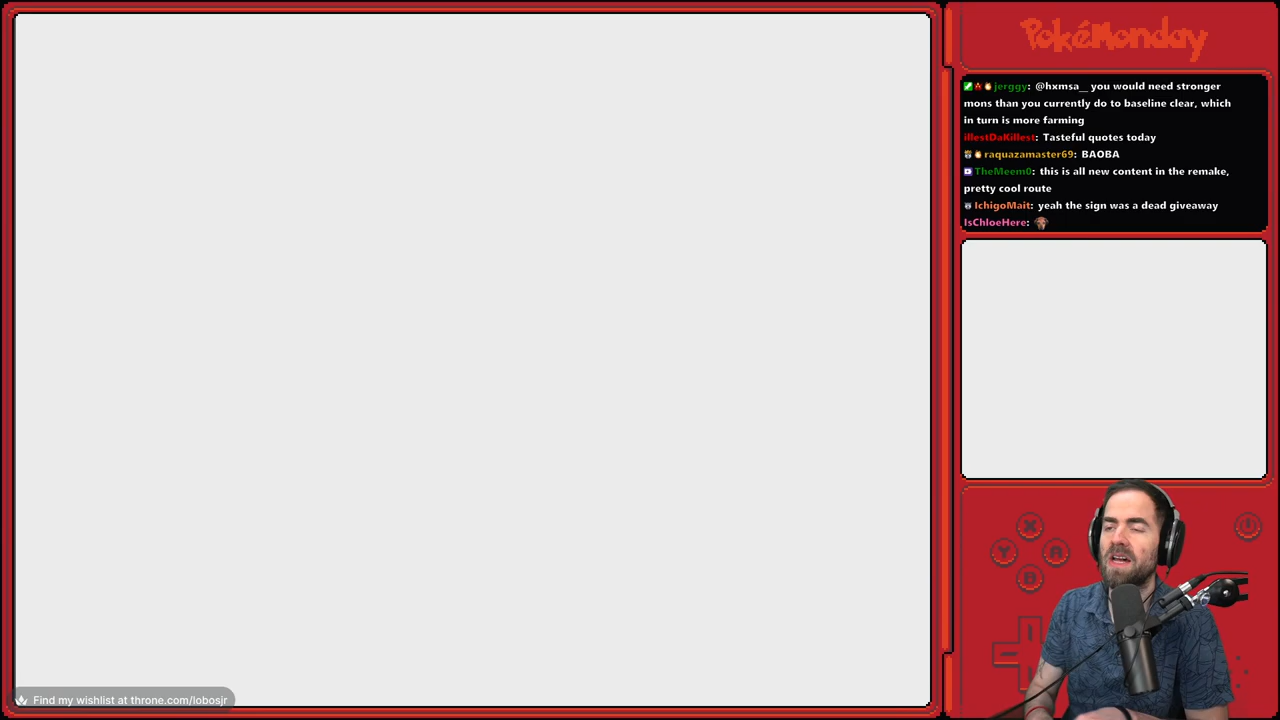 PokéMonday
jerggy: @hxmsa__ you would need stronger
mons than you currently do to baseline clear, which
in turn is more farming
illestDaKillest: Tasteful quotes today
raquazamaster69: BAOBA
TheMeem0: this is all new content in the remake,
pretty cool route
IchigoMait: yeah the sign was a dead giveaway
IsChloeHere:
X
Y A
B
Find my wishlist at throne.com/lobosjr